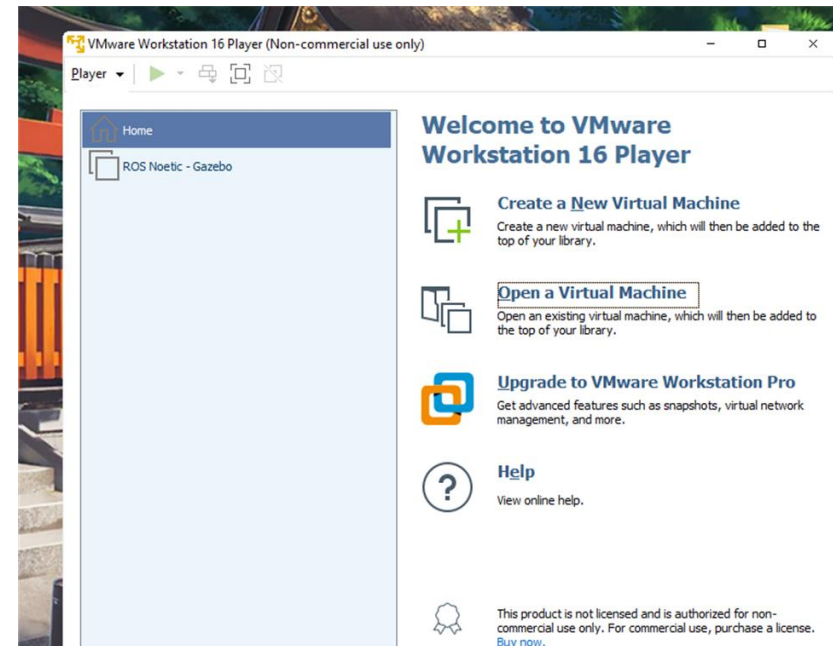 VMware Workstation 16 Player (Non-commercial use only)
Player
Home
ROS Noetic - Gazebo
Welcome to VMware
Workstation 16 Player
Create a New Virtual Machine
Create a new virtual machine, which will then be added to the
top of your library.
Open a Virtual Machine
Open an existing virtual machine, which will then be added to
the top of your library.
Upgrade to VMware Workstation Pro
Get advanced features such as snapshots, virtual network
management, and more.
Help
View online help.
This product is not licensed and is authorized for non-
commercial use only. For commercial use, purchase a license.
Buy now.